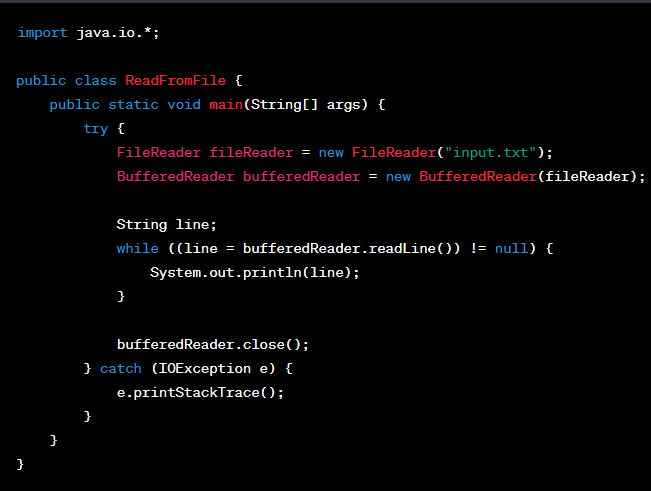 import java.io.*;
public class ReadFromFile {
    public static void main(String[] args) {
        try {
            FileReader fileReader = new FileReader("input.txt");
            BufferedReader bufferedReader = new BufferedReader(fileReader);
            String line;
            while ((line = bufferedReader.readLine()) != null) {
                System.out.println(line);
            }
            bufferedReader.close();
        } catch (IOException e) {
            e.printStackTrace();
        }
    }
}